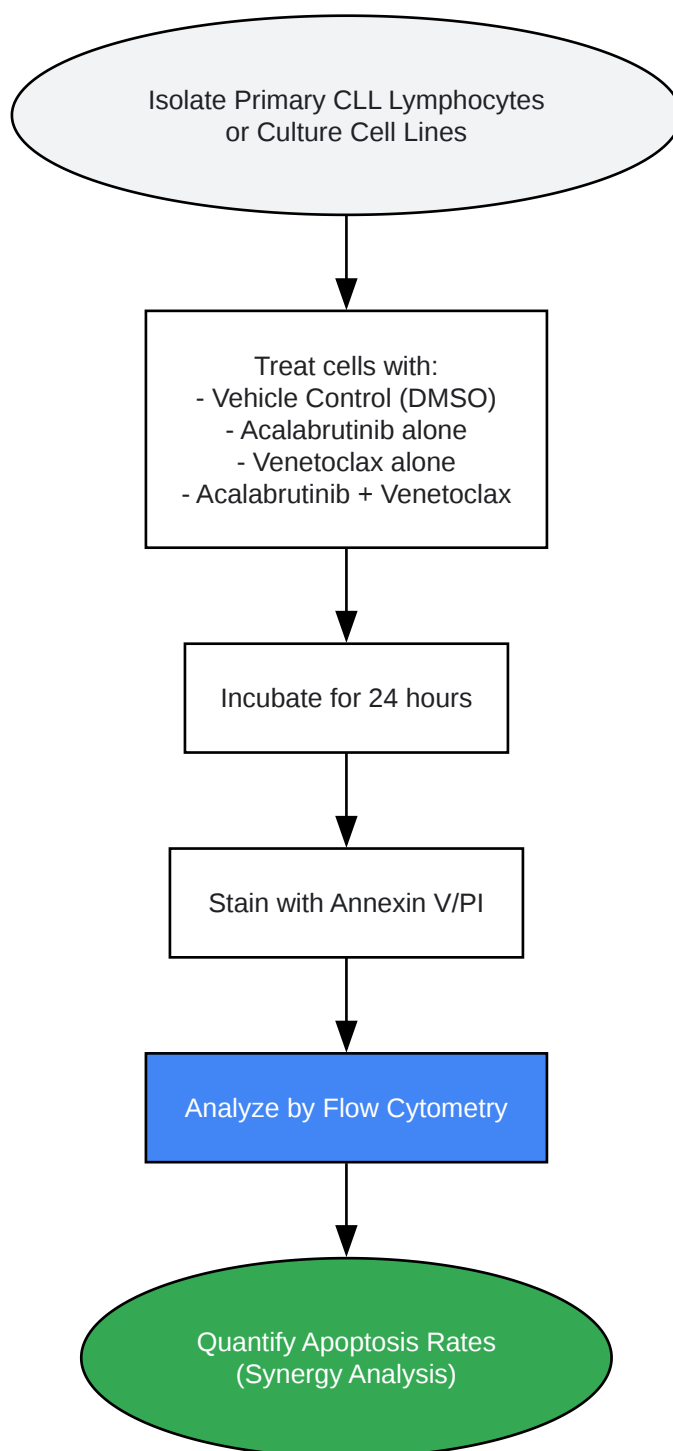 Isolate Primary CLL Lymphocytes
or Culture Cell Lines
Treat cells with:
- Vehicle Control (DMSO)
- Acalabrutinib alone
- Venetoclax alone
- Acalabrutinib + Venetoclax
Incubate for 24 hours
Stain with Annexin V/PI
Analyze by Flow Cytometry
Quantify Apoptosis Rates
(Synergy Analysis)